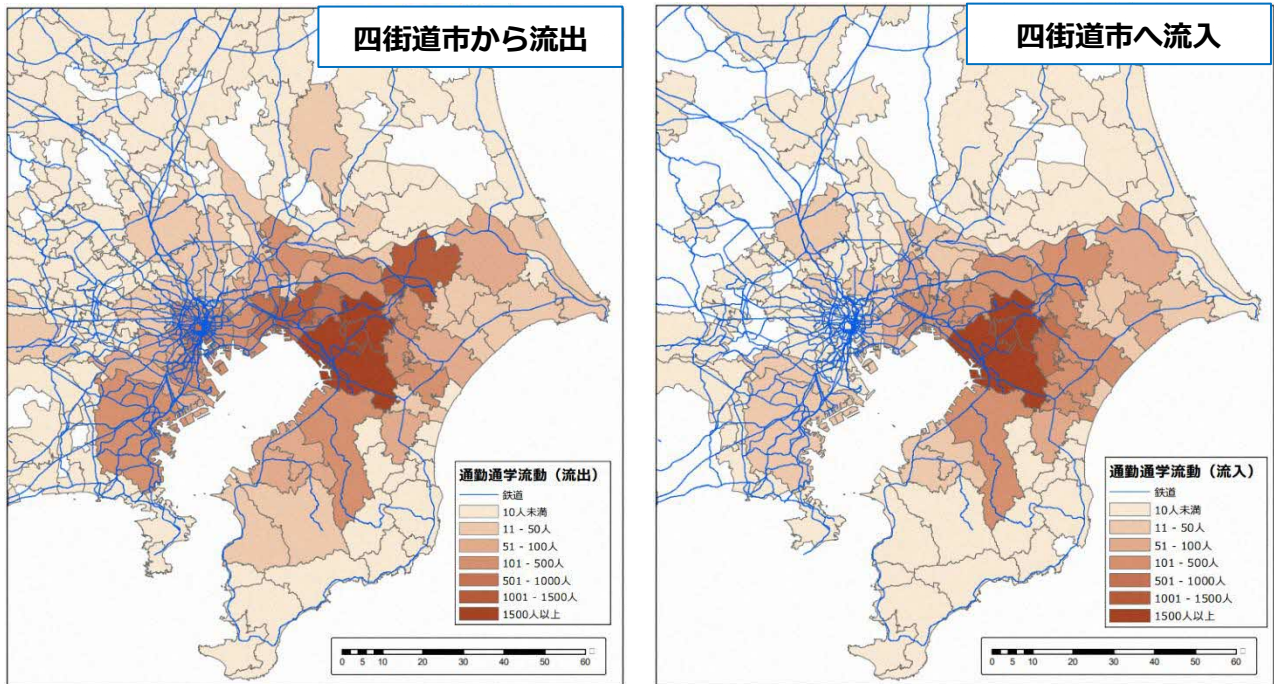 四街道市から流出
通勤通学流動（流出）
鉄道
10人未満
11 - 50人
51 - 100人
101 - 500人
501 - 1000人
1001 - 1500人
1500人以上
0 5 10 20 30 40 50 60
四街道市へ流入
通勤通学流動（流入）
鉄道
10人未満
11 - 50人
51 - 100人
101 - 500人
501 - 1000人
1001 - 1500人
1500人以上
0 5 10 20 30 40 50 60